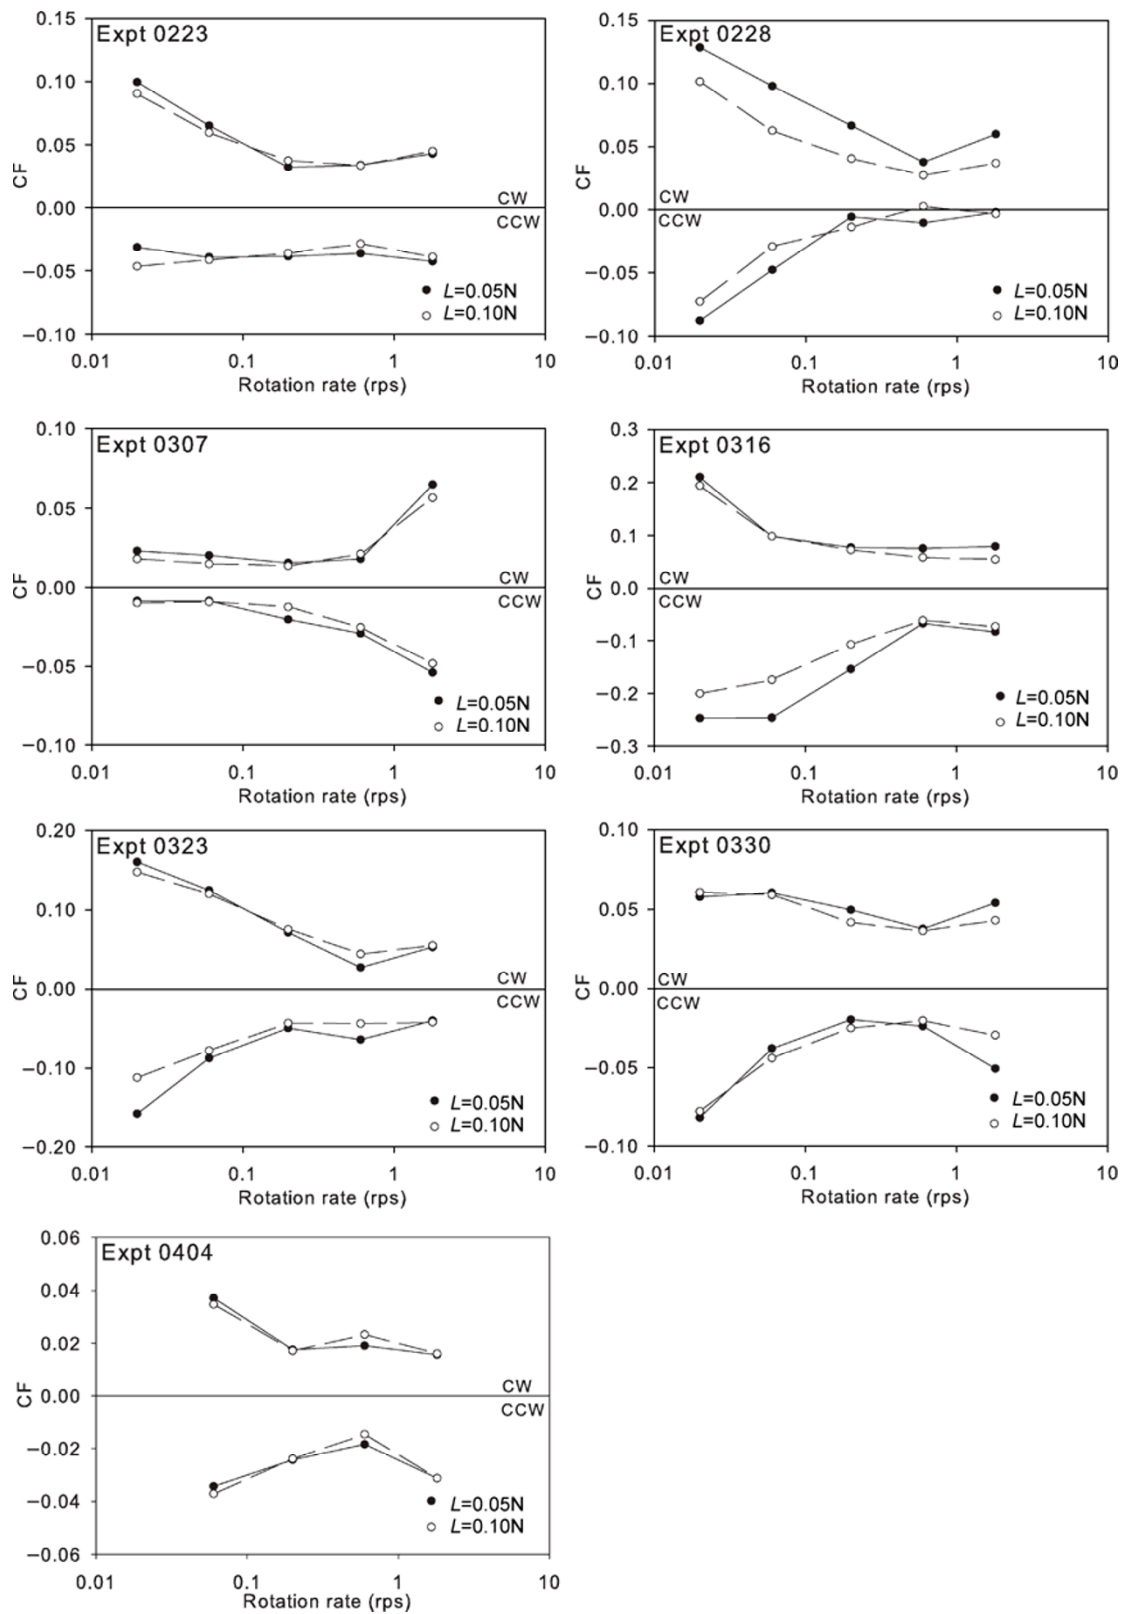 Expt 0223
0.15
0.10
0.05
0.00
−0.05
−0.10
CF
CW
CCW
L=0.05N
L=0.10N
0.01 0.1 1 10
Rotation rate (rps)
Expt 0228
0.15
0.10
0.05
0.00
−0.05
−0.10
CF
CW
CCW
L=0.05N
L=0.10N
0.01 0.1 1 10
Rotation rate (rps)
Expt 0307
0.10
0.05
0.00
−0.05
−0.10
CF
CW
CCW
L=0.05N
L=0.10N
0.01 0.1 1 10
Rotation rate (rps)
Expt 0316
0.3
0.2
0.1
0.0
−0.1
−0.2
−0.3
CF
CW
CCW
L=0.05N
L=0.10N
0.01 0.1 1 10
Rotation rate (rps)
Expt 0323
0.20
0.10
0.00
−0.10
−0.20
CF
CW
CCW
L=0.05N
L=0.10N
0.01 0.1 1 10
Rotation rate (rps)
Expt 0330
0.10
0.05
0.00
−0.05
−0.10
CF
CW
CCW
L=0.05N
L=0.10N
0.01 0.1 1 10
Rotation rate (rps)
Expt 0404
0.06
0.04
0.02
0.00
−0.02
−0.04
−0.06
CF
CW
CCW
L=0.05N
L=0.10N
0.01 0.1 1 10
Rotation rate (rps)